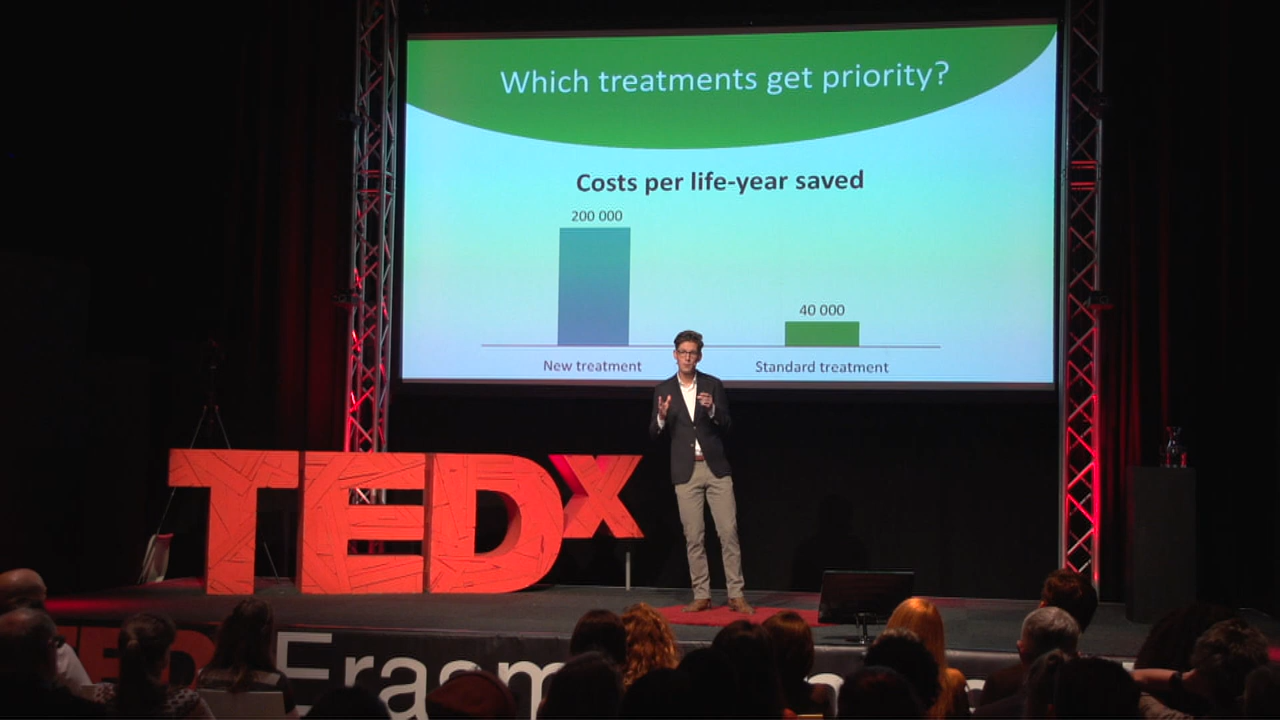 Which treatments get priority?
Costs per life-year saved
200 000
40 000
New treatment
Standard treatment
TEDx